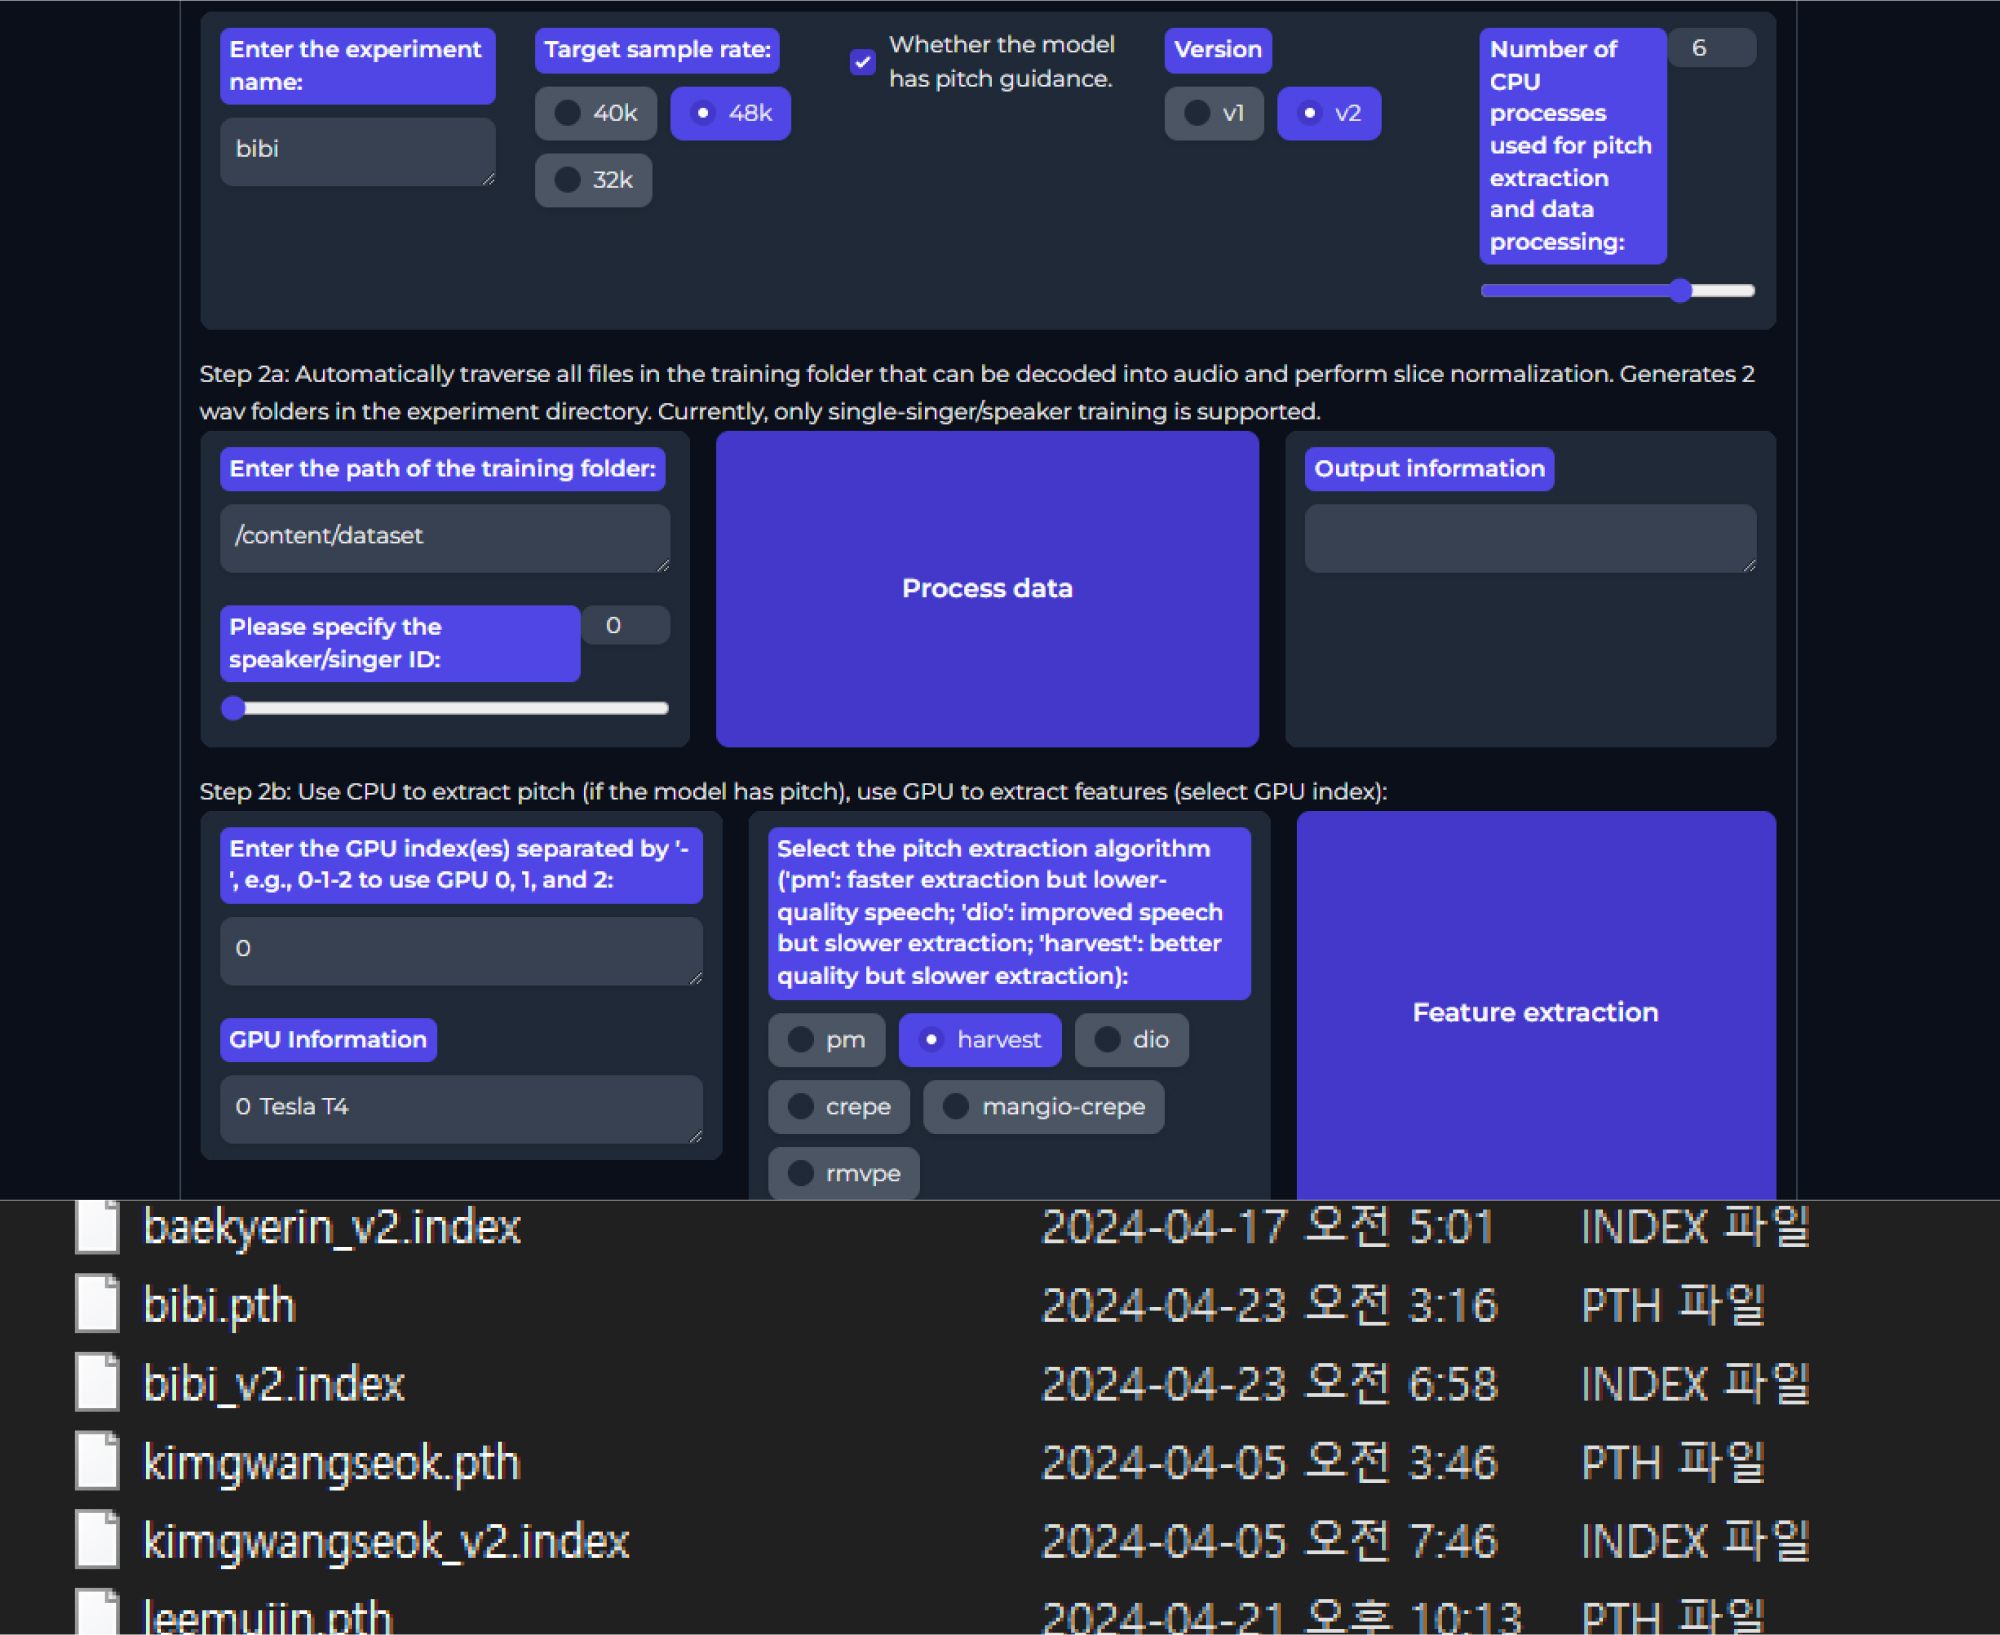 Enter the experiment
name:
bibi
Target sample rate:
40k
48k
32k
Whether the model
has pitch guidance.
Version
v1
v2
Number of
CPU
processes
used for pitch
extraction
and data
processing:
6
Step 2a: Automatically traverse all files in the training folder that can be decoded into audio and perform slice normalization. Generates 2
wav folders in the experiment directory. Currently, only single-singer/speaker training is supported.
Enter the path of the training folder:
/content/dataset
Please specify the
speaker/singer ID:
0
Process data
Output information
Step 2b: Use CPU to extract pitch (if the model has pitch), use GPU to extract features (select GPU index):
Enter the GPU index(es) separated by '-
', e.g., 0-1-2 to use GPU 0, 1, and 2:
0
GPU Information
0 Tesla T4
Select the pitch extraction algorithm
('pm': faster extraction but lower-
quality speech; 'dio': improved speech
but slower extraction; 'harvest': better
quality but slower extraction):
pm
harvest
dio
crepe
mangio-crepe
rmvpe
Feature extraction
baekyerin_v2.index 2024-04-17 오전 5:01 INDEX 파일
bibi.pth 2024-04-23 오전 3:16 PTH 파일
bibi_v2.index 2024-04-23 오전 6:58 INDEX 파일
kimgwangseok.pth 2024-04-05 오전 3:46 PTH 파일
kimgwangseok_v2.index 2024-04-05 오전 7:46 INDEX 파일
leemujin.pth 2024-04-21 오후 10:13 PTH 파일